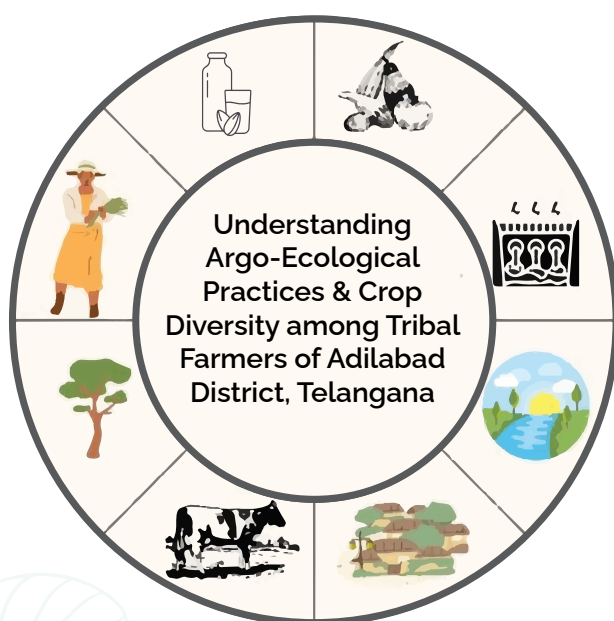 Understanding
Argo-Ecological
Practices & Crop
Diversity among Tribal
Farmers of Adilabad
District, Telangana